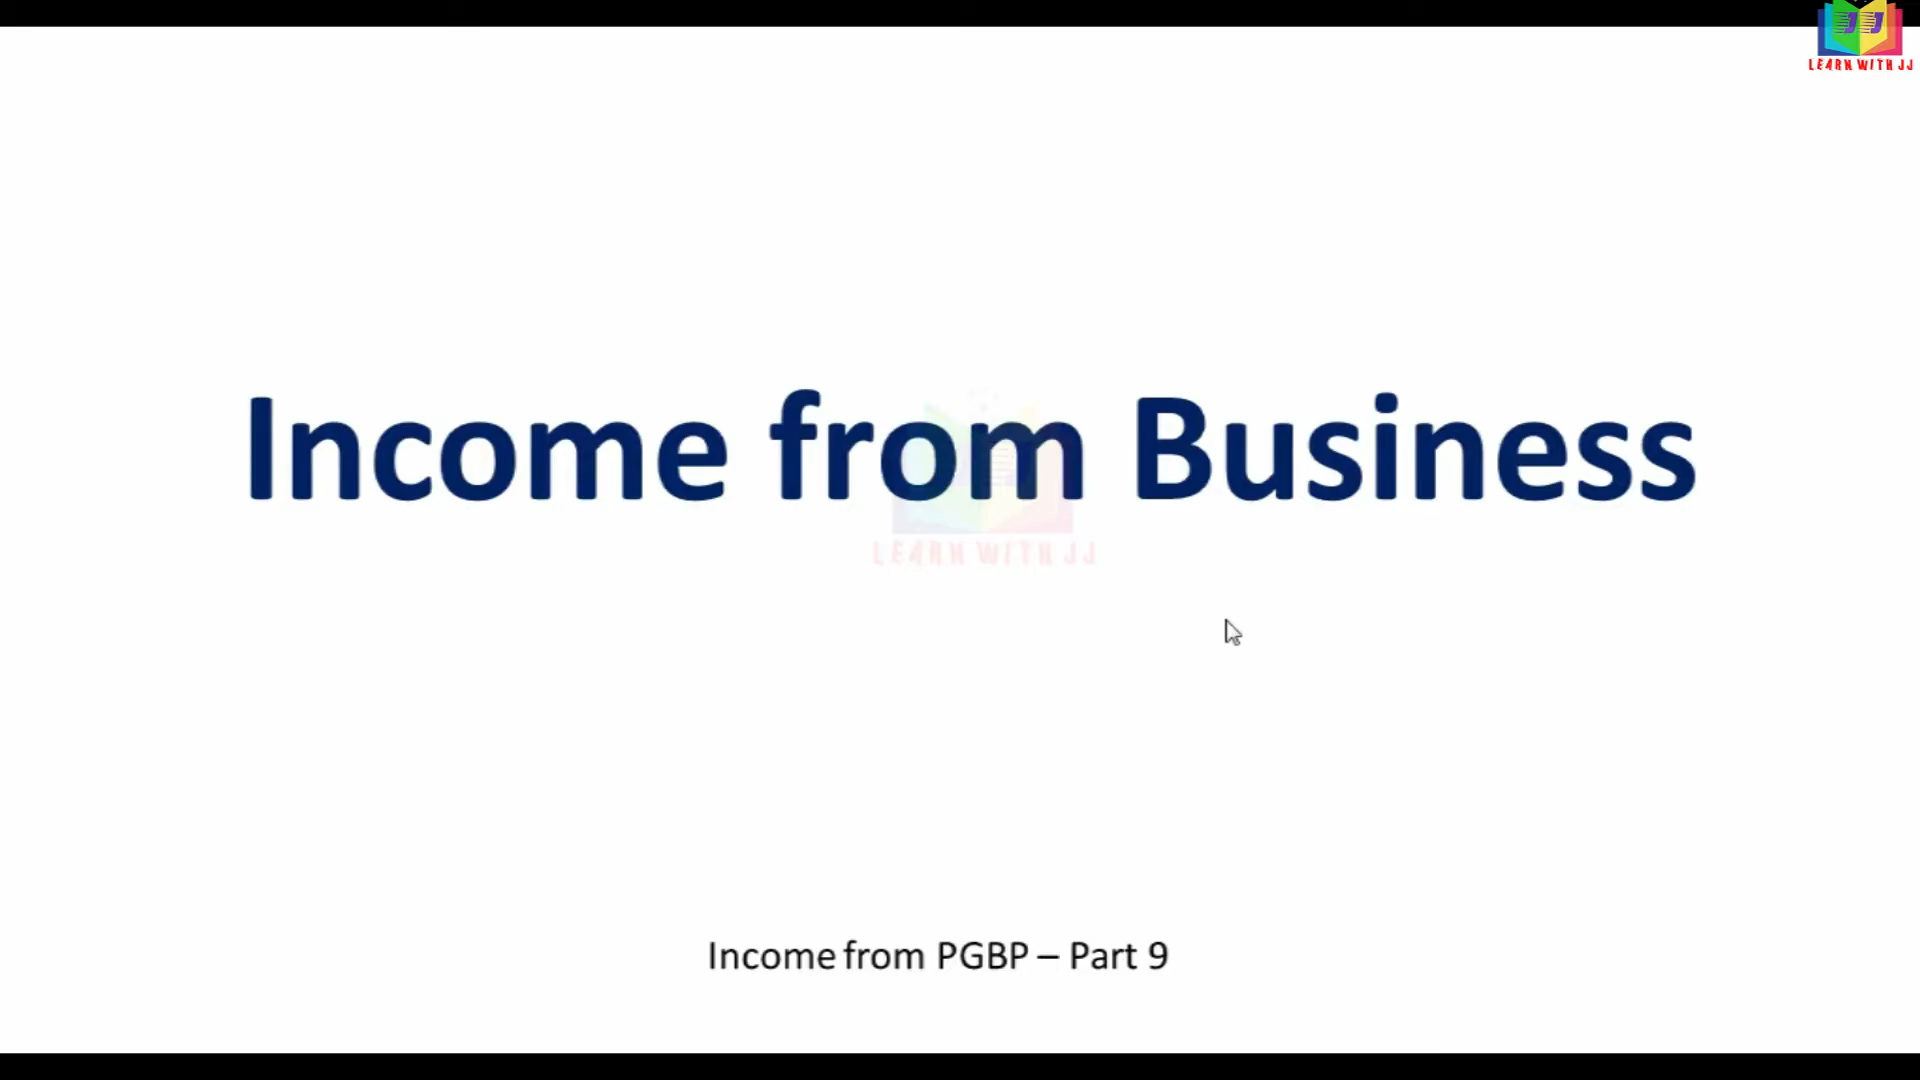 LEARN WITH JJ
Income from Business
LEARN WITH JJ
Income from PGBP – Part 9